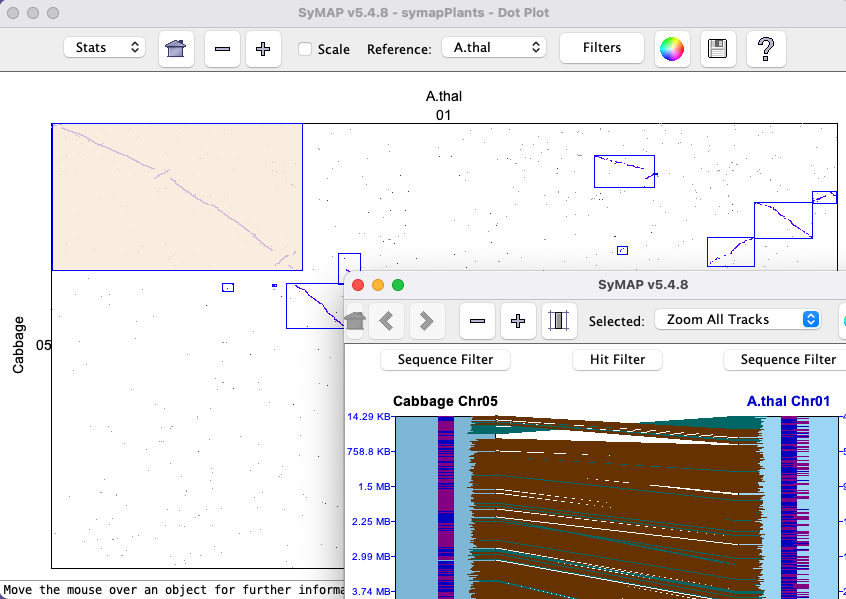 SyMAP v5.4.8 - symapPlants - Dot Plot
Stats
Scale
Reference:
A.thal
Filters
?
A.thal
01
Cabbage
05
Move the mouse over an object for further informa
SyMAP v5.4.8
Selected:
Zoom All Tracks
Sequence Filter
Hit Filter
Sequence Filter
Cabbage Chr05
A.thal Chr01
14.29 KB
758.8 KB
1.5 MB
2.25 MB
2.99 MB
3.74 MB